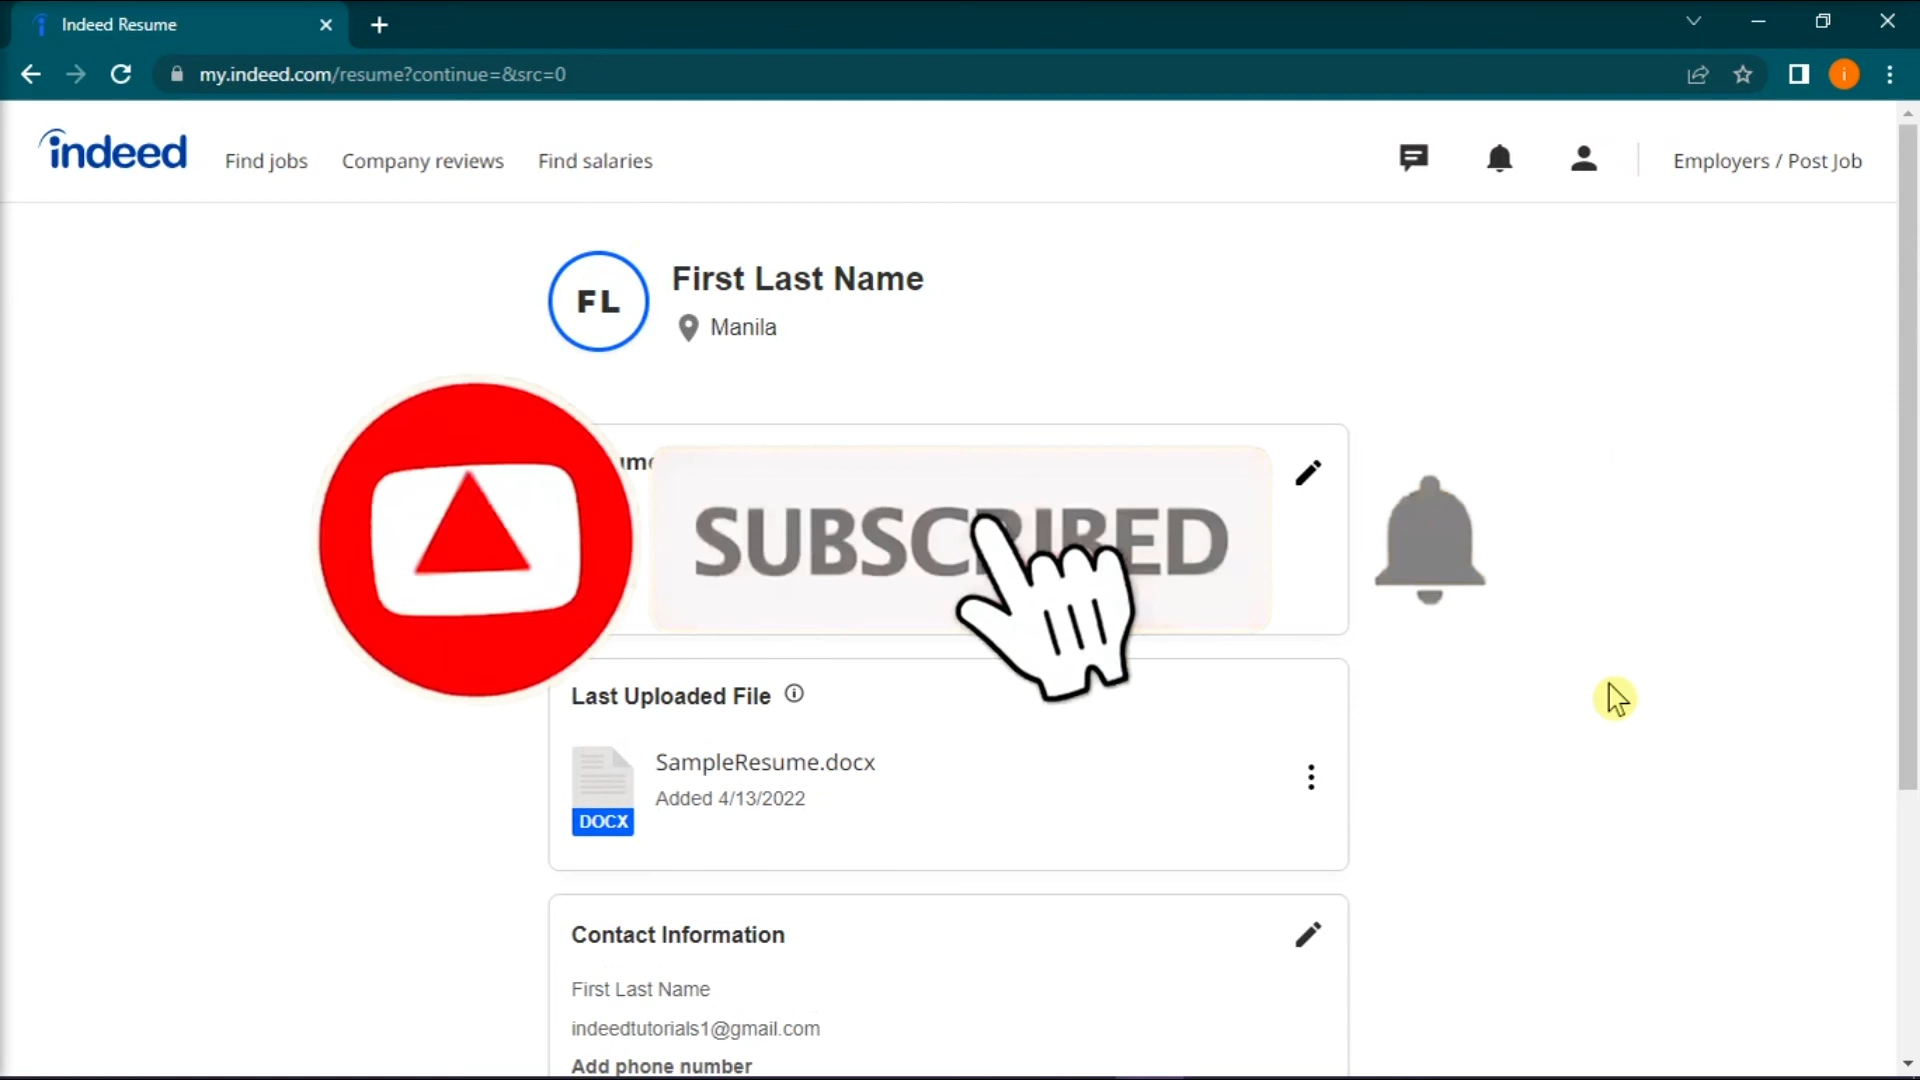 Indeed Resume
my.indeed.com/resume?continue=&src=0
indeed
Find jobs
Company reviews
Find salaries
Employers / Post Job
FL
First Last Name
Manila
SUBSCRIBED
Last Uploaded File
SampleResume.docx
Added 4/13/2022
DOCX
Contact Information
First Last Name
indeedtutorials1@gmail.com
Add phone number